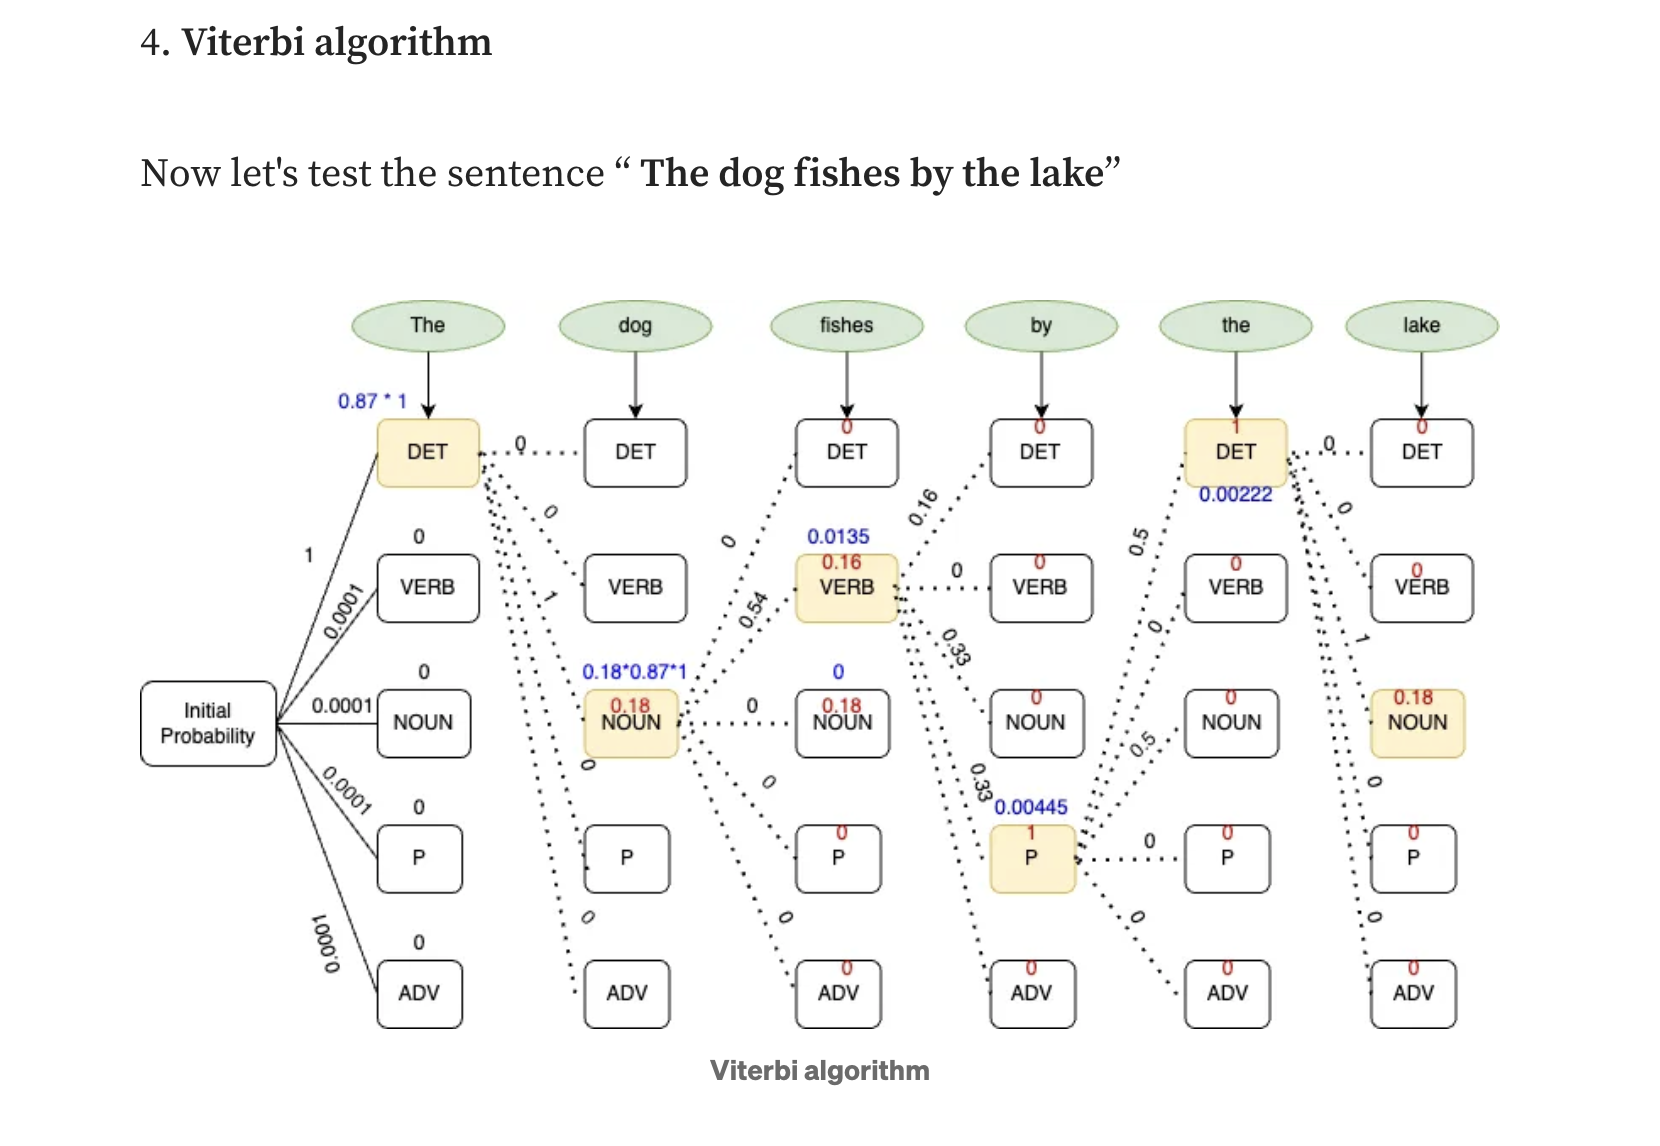 4. Viterbi algorithm
Now let's test the sentence “ The dog fishes by the lake”
The dog fishes by the lake
0.87 * 1
0 0 1 0
DET 0 DET DET DET DET 0 DET
0.00222
0.16
0 0 0.0135 0.5 0
1 0 0.16 0 0 0
VERB VERB VERB 0 VERB VERB VERB
0.0001 1 0.54 0.33 0 1
0 0.18*0.87*1 0
0.0001 0.18 0 0.18 0 0 0.18
NOUN NOUN NOUN NOUN NOUN NOUN
Initial
Probability
0.0001 0 0 0.33 0.5 0
0 0.00445
0 1 0 0 0
P P P P P P
0.0001 0 0 0 0
0
0 0 0 0
ADV ADV ADV ADV ADV ADV
Viterbi algorithm